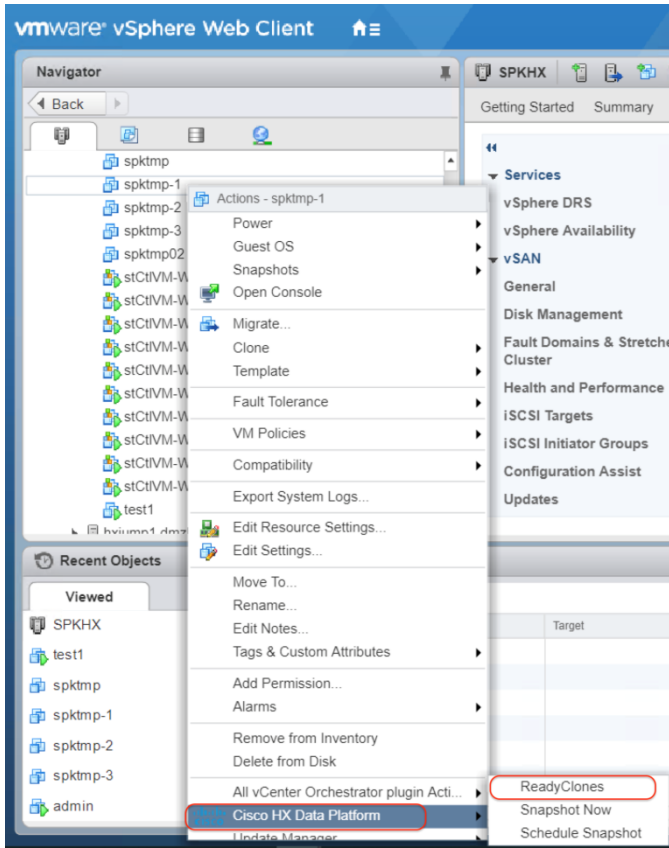 vmware® vSphere Web Client
Navigator
Back
spktmp
spktmp-1
spktmp-2
spktmp-3
spktmp02
stCtlVM-W
stCtlVM-W
stCtlVM-W
stCtlVM-W
stCtlVM-W
stCtlVM-W
stCtlVM-W
stCtlVM-W
stCtlVM-W
stCtlVM-W
test1
Actions - spktmp-1
Power
Guest OS
Snapshots
Open Console
Migrate...
Clone
Template
Fault Tolerance
VM Policies
Compatibility
Export System Logs...
Edit Resource Settings...
Edit Settings...
Move To...
Rename...
Edit Notes...
Tags & Custom Attributes
Add Permission...
Alarms
Remove from Inventory
Delete from Disk
All vCenter Orchestrator plugin Acti...
Cisco HX Data Platform
Update Manager
ReadyClones
Snapshot Now
Schedule Snapshot
SPKHX
Getting Started Summary
Services
vSphere DRS
vSphere Availability
vSAN
General
Disk Management
Fault Domains & Stretche
Cluster
Health and Performance
iSCSI Targets
iSCSI Initiator Groups
Configuration Assist
Updates
Recent Objects
Viewed
SPKHX
test1
spktmp
spktmp-1
spktmp-2
spktmp-3
admin
Target